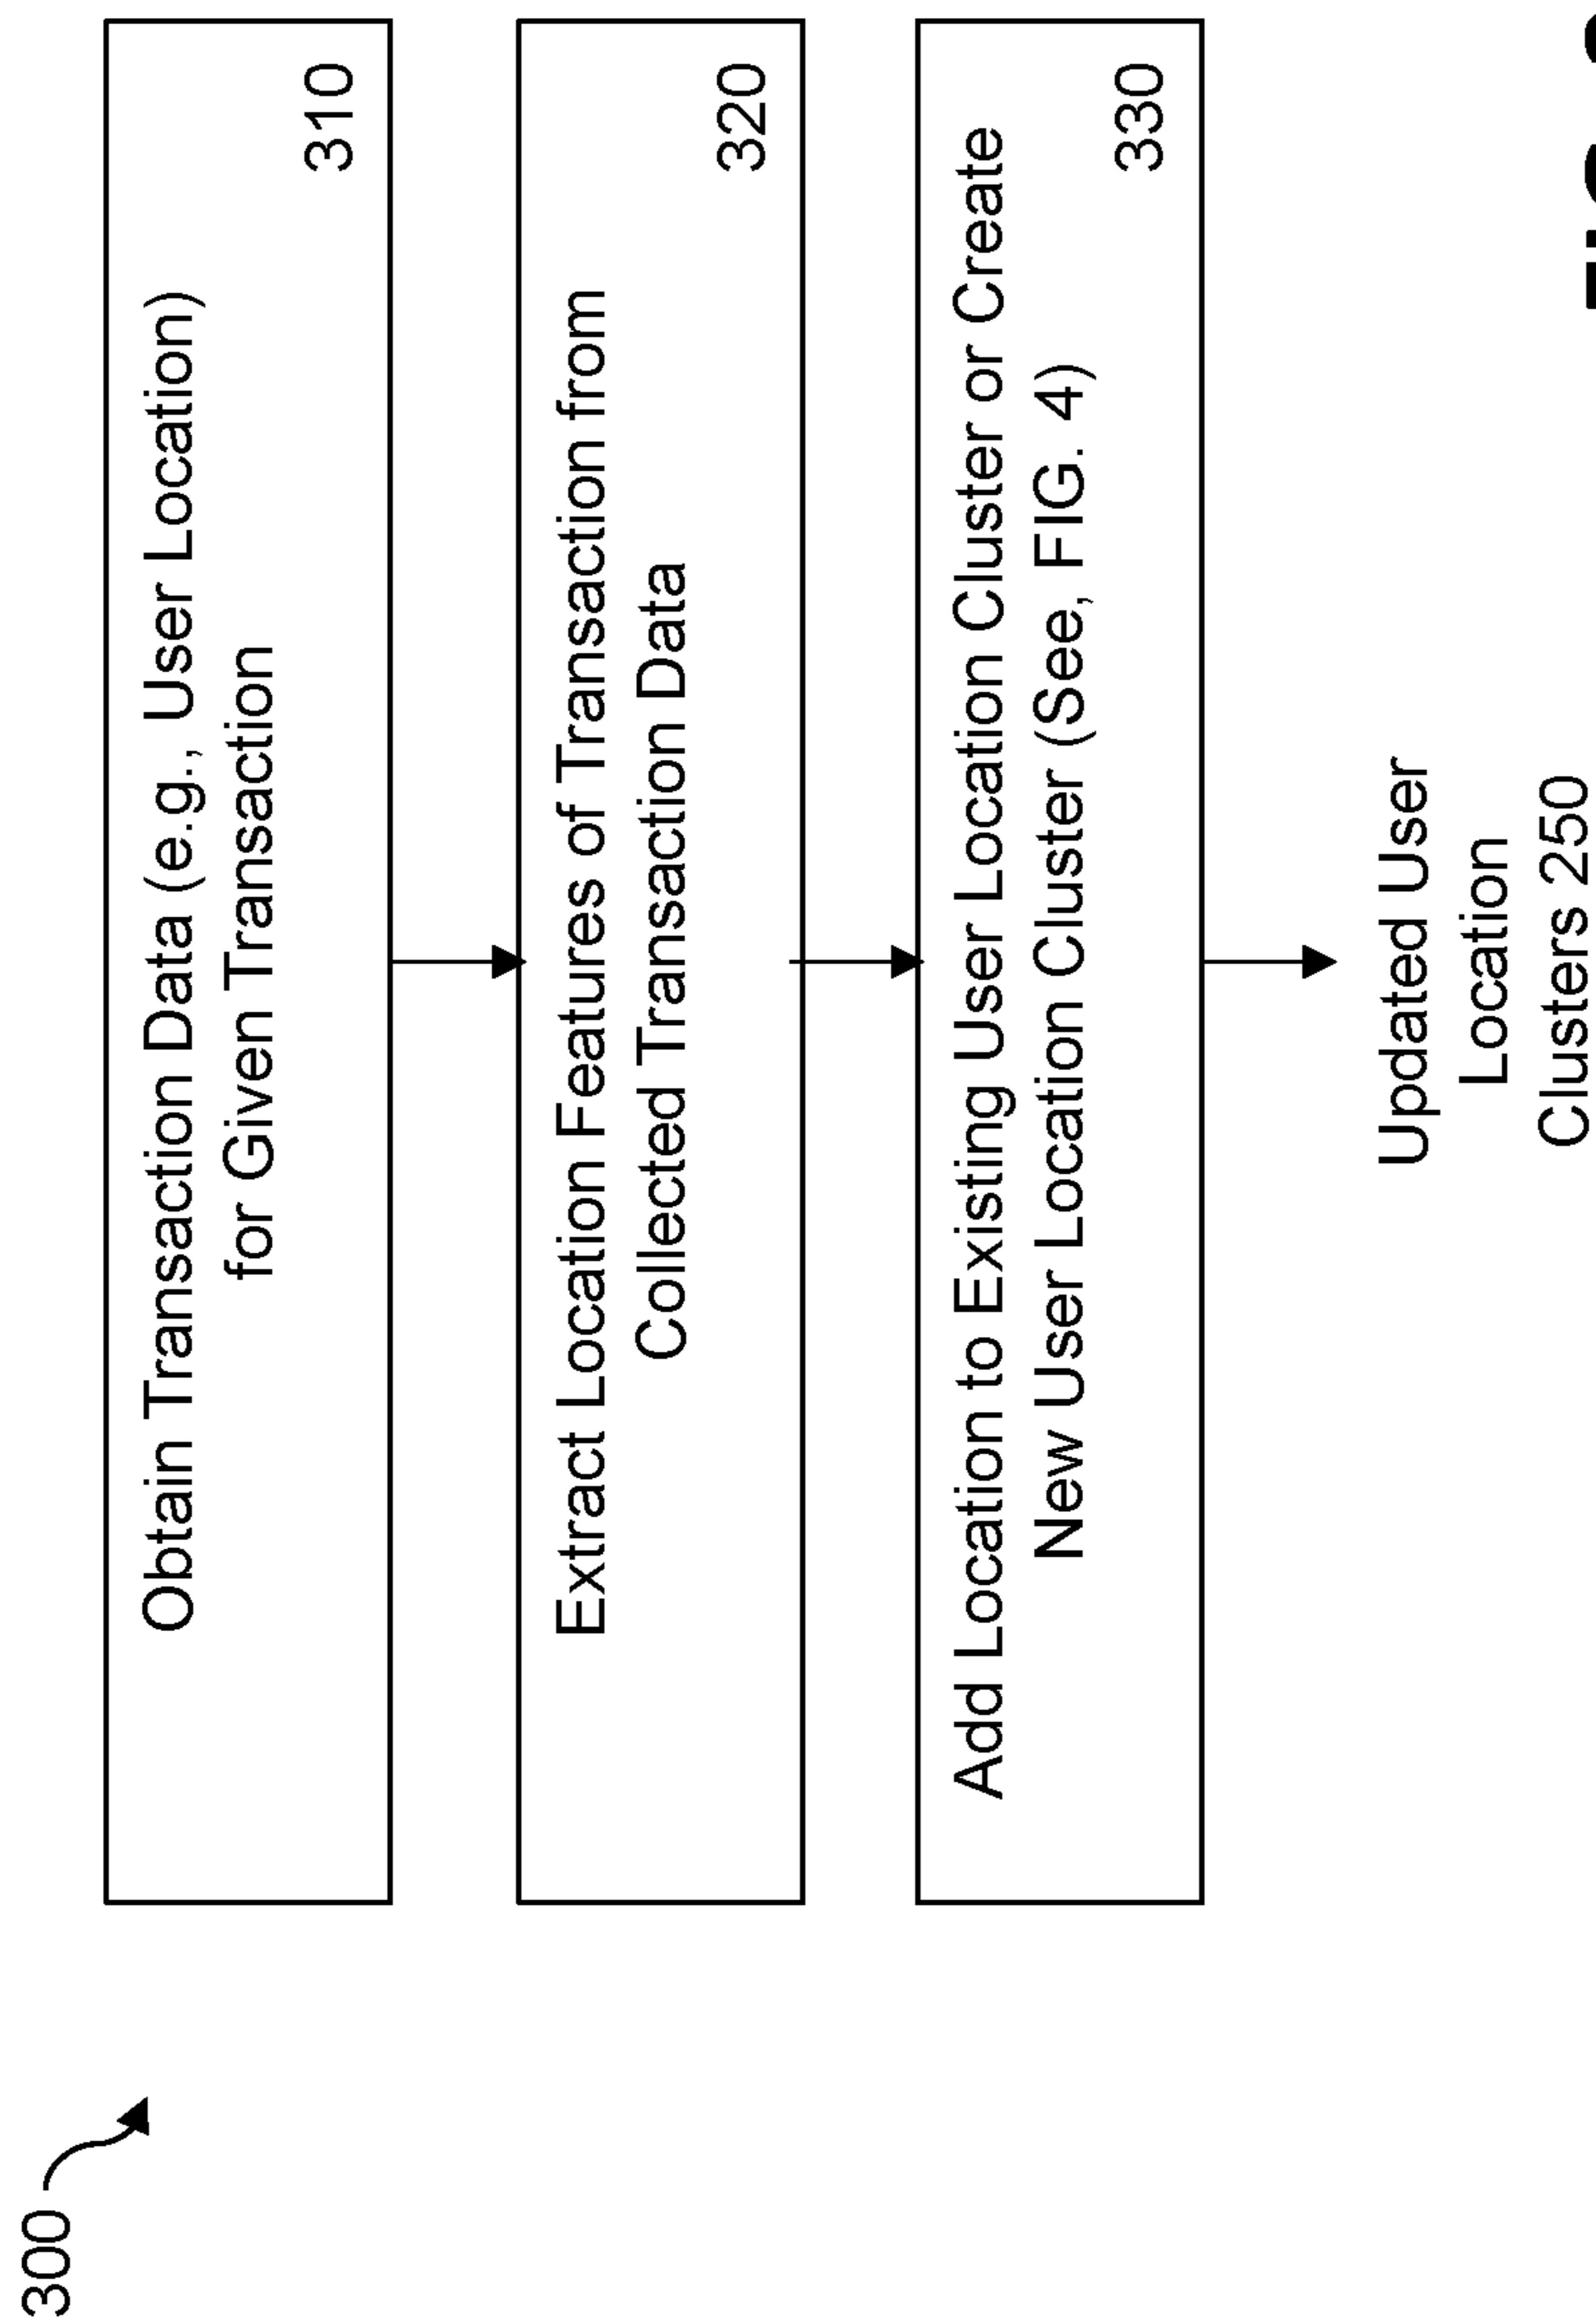 300
Obtain Transaction Data (e.g., User Location)
for Given Transaction
310
Extract Location Features of Transaction from
Collected Transaction Data
320
Add Location to Existing User Location Cluster or Create
New User Location Cluster (See, FIG. 4)
330
Updated User
Location
Clusters 250